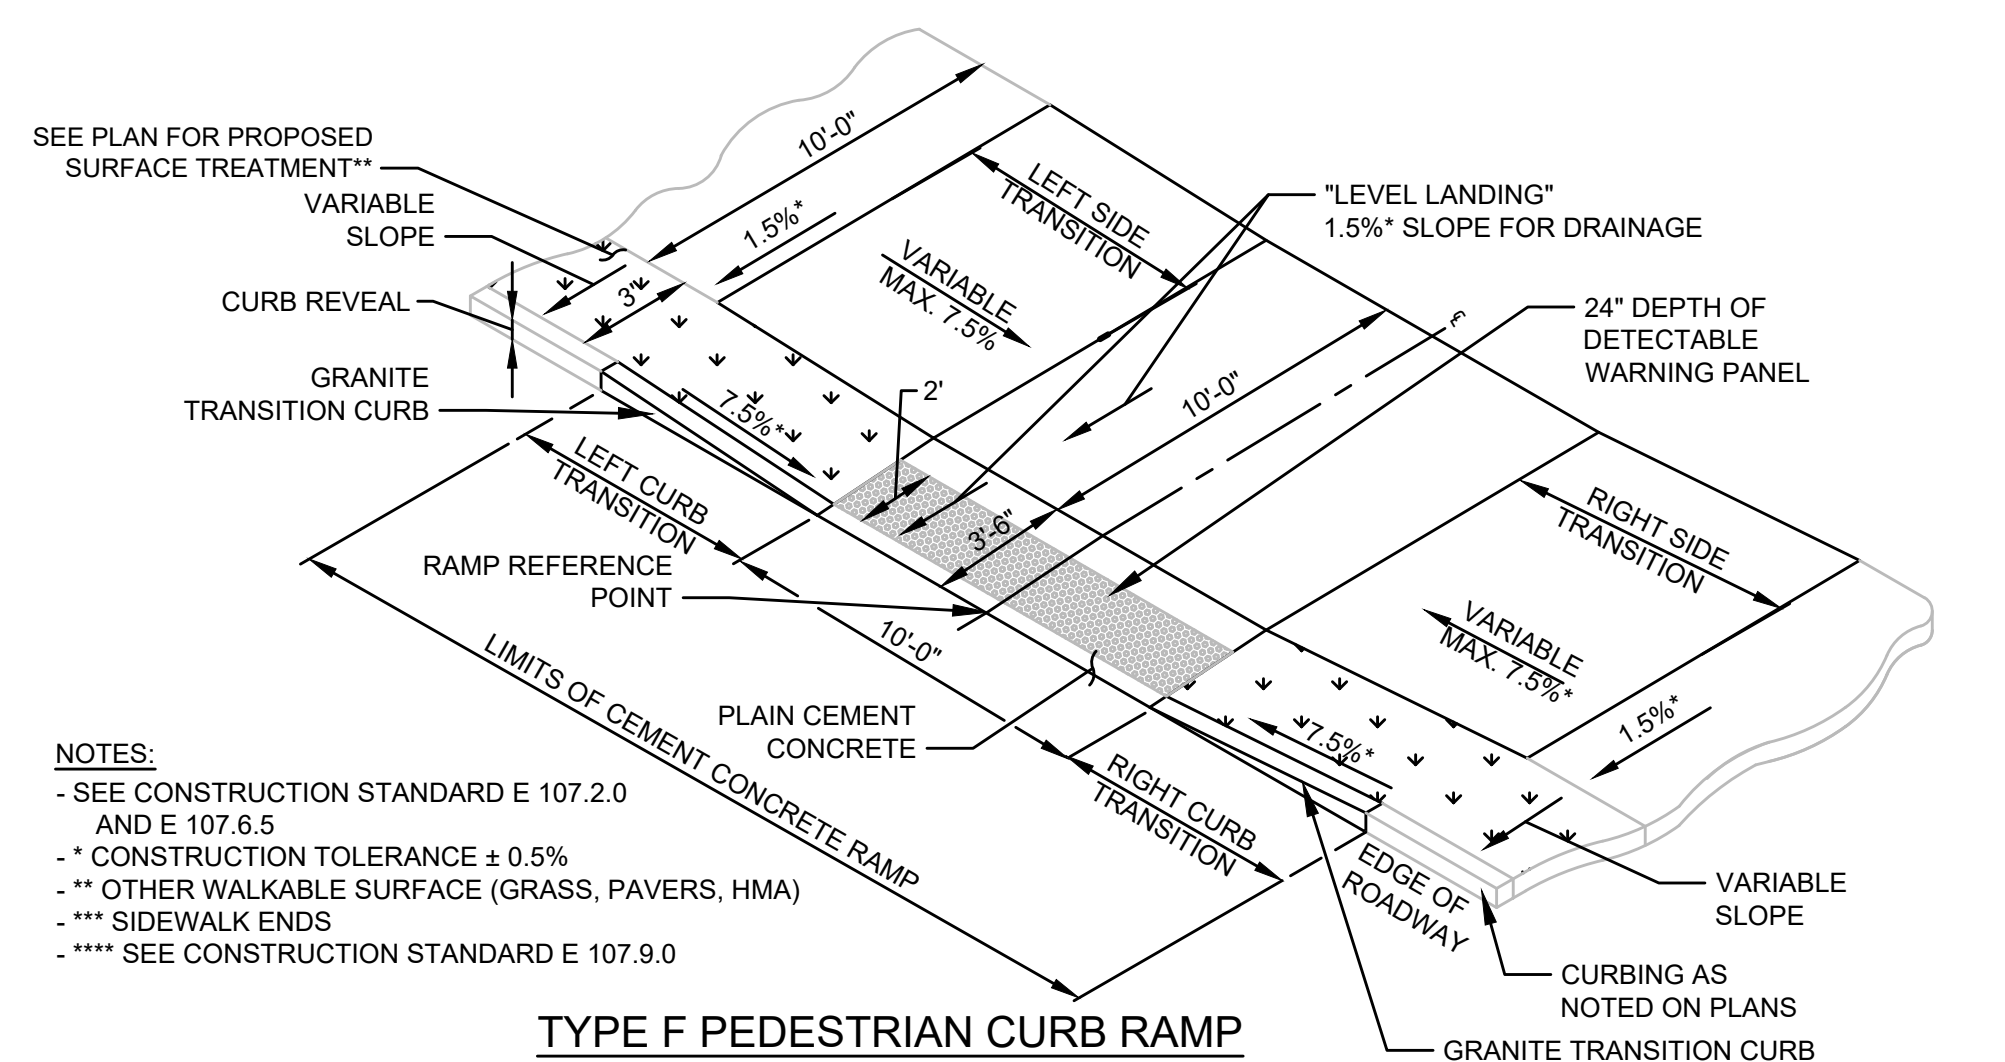 10'-0"
SEE PLAN FOR PROPOSED
SURFACE TREATMENT**
VARIABLE
SLOPE
CURB REVEAL
GRANITE
TRANSITION CURB
1.5%*
3'
LEFT SIDE
TRANSITION
VARIABLE
MAX. 7.5%
"LEVEL LANDING"
1.5%* SLOPE FOR DRAINAGE
24" DEPTH OF
DETECTABLE
WARNING PANEL
℄
10'-0"
2'
7.5%*
LEFT CURB
TRANSITION
3'-6"
RAMP REFERENCE
POINT
RIGHT SIDE
TRANSITION
VARIABLE
MAX. 7.5%*
1.5%*
10'-0"
LIMITS OF CEMENT CONCRETE RAMP
PLAIN CEMENT
CONCRETE
7.5%*
RIGHT CURB
TRANSITION
EDGE OF
ROADWAY
VARIABLE
SLOPE
CURBING AS
NOTED ON PLANS
GRANITE TRANSITION CURB
NOTES:
- SEE CONSTRUCTION STANDARD E 107.2.0
AND E 107.6.5
- * CONSTRUCTION TOLERANCE ± 0.5%
- ** OTHER WALKABLE SURFACE (GRASS, PAVERS, HMA)
- *** SIDEWALK ENDS
- **** SEE CONSTRUCTION STANDARD E 107.9.0
TYPE F PEDESTRIAN CURB RAMP